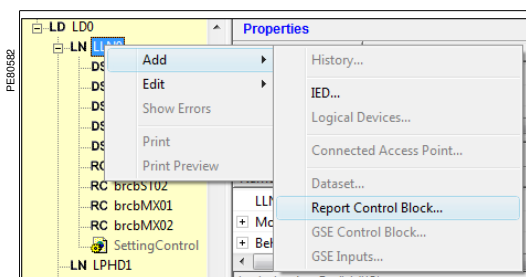 LD LD0
Properties
LN LLN0
Add
History...
PE80582
DS
Edit
IED...
DS
Show Errors
Logical Devices...
DS
Print
Connected Access Point...
DS
RC
Print Preview
Dataset...
RC brcbST02
LLN
Report Control Block...
RC brcbMX01
Mo
RC brcbMX02
GSE Control Block...
SettingControl
Beh
GSE Inputs...
LN LPHD1